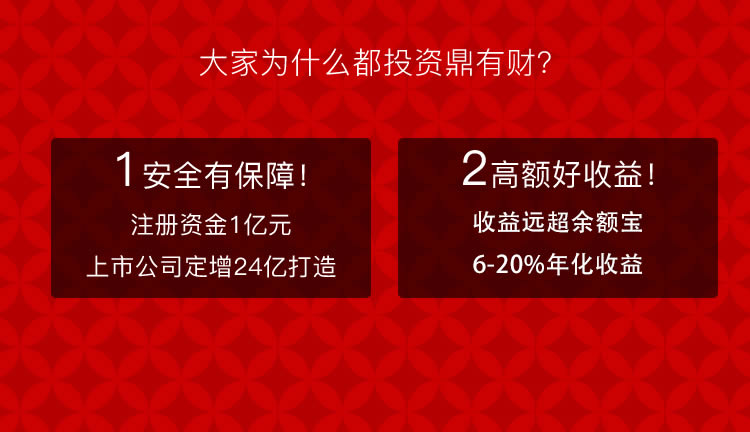 大家为什么都投资鼎有财?
1安全有保障!
注册资金1亿元
上市公司定增24亿打造
2高额好收益!
收益远超余额宝
6-20%年化收益